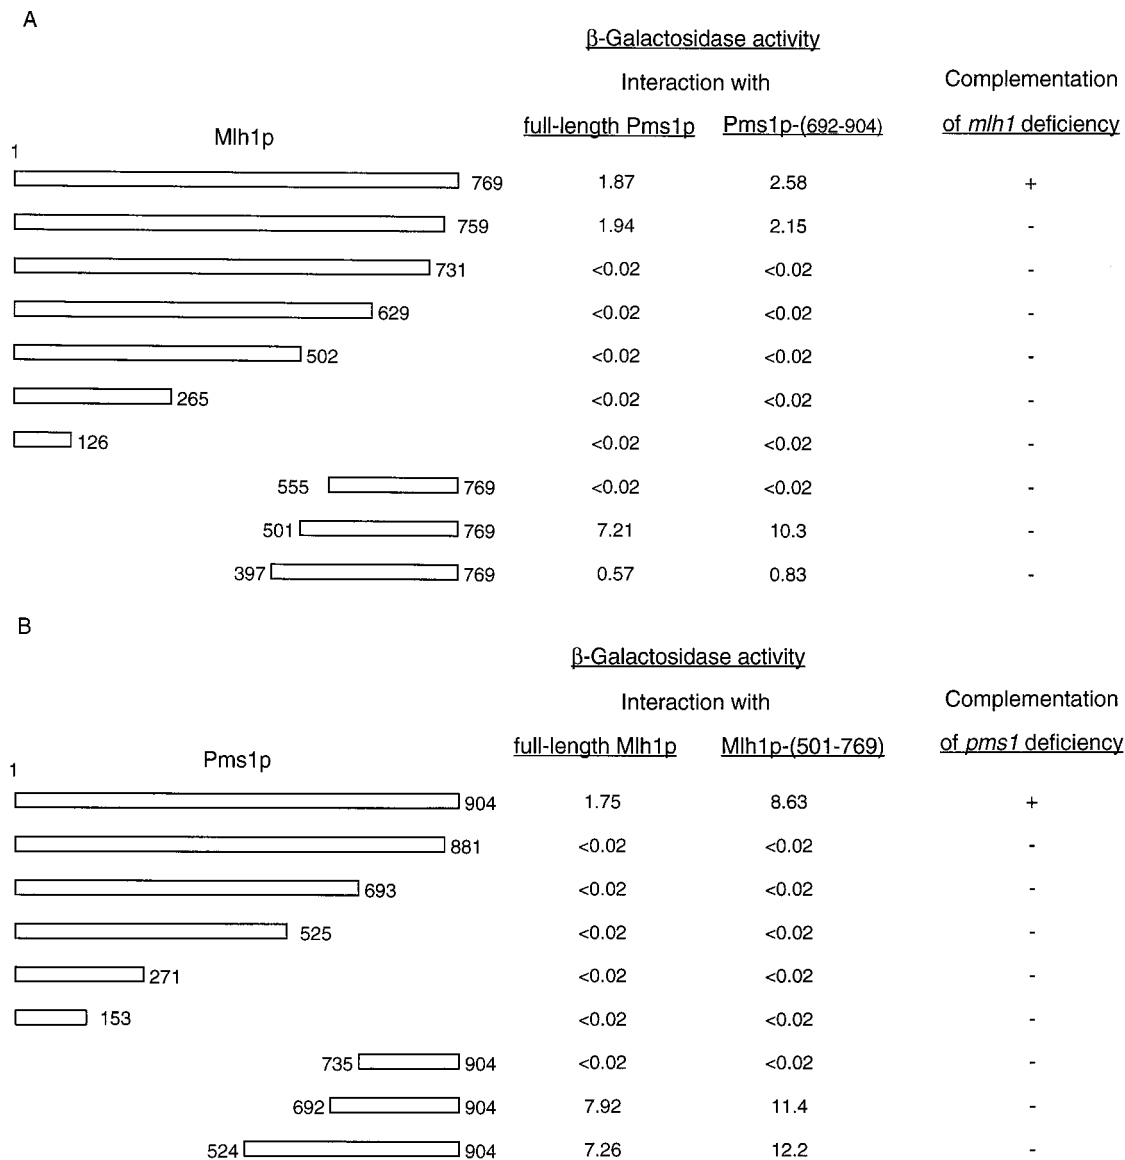 A
β-Galactosidase activity
Interaction with
Complementation
Mlh1p
full-length Pms1p Pms1p-(692-904) of mlh1 deficiency
1
769 1.87 2.58 +
759 1.94 2.15 -
731 <0.02 <0.02 -
629 <0.02 <0.02 -
502 <0.02 <0.02 -
265 <0.02 <0.02 -
126 <0.02 <0.02 -
555 769 <0.02 <0.02 -
501 769 7.21 10.3 -
397 769 0.57 0.83 -
B
β-Galactosidase activity
Interaction with
Complementation
Pms1p
full-length Mlh1p Mlh1p-(501-769) of pms1 deficiency
1
904 1.75 8.63 +
881 <0.02 <0.02 -
693 <0.02 <0.02 -
525 <0.02 <0.02 -
271 <0.02 <0.02 -
153 <0.02 <0.02 -
735 904 <0.02 <0.02 -
692 904 7.92 11.4 -
524 904 7.26 12.2 -